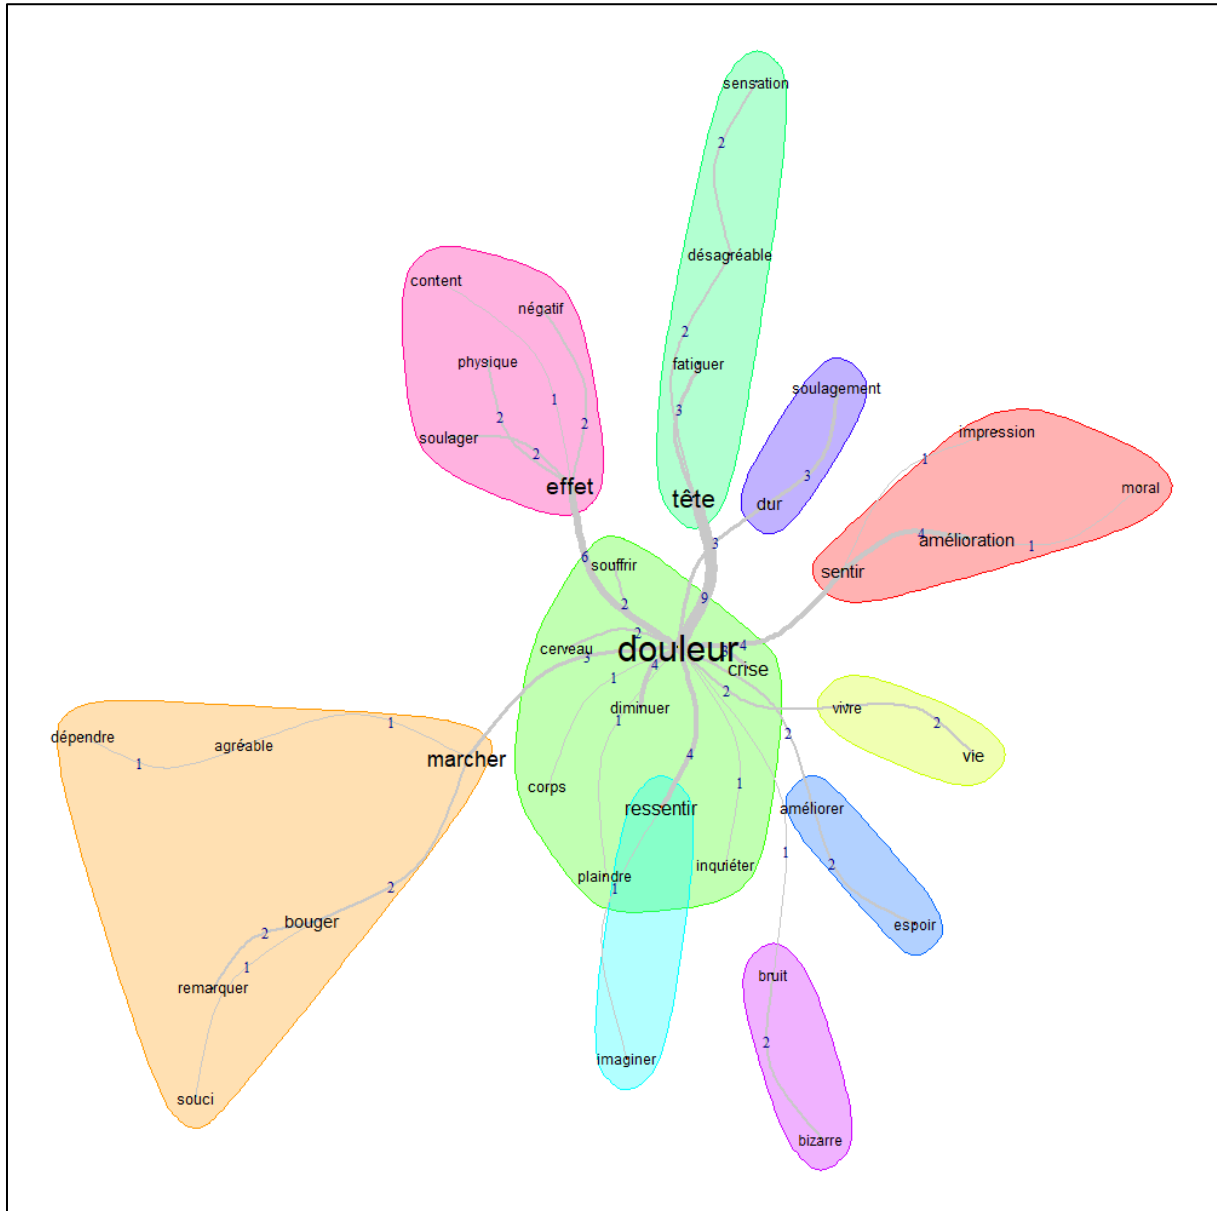 sensation
2
désagréable
content
négatif
2
physique
fatiguer
soulagement
1
3
2
2
soulager
impression
2
1
3
effet
tête
dur
moral
4
amélioration
1
3
6
souffrir
sentir
9
2
2
cerveau
3
douleur
3
4
4
crise
1
2
diminuer
vivre
1
2
dépendre
agréable
1
2
1
marcher
4
vie
corps
1
ressentir
améliorer
1
plaindre
inquiéter
2
1
2
bouger
espoir
2
1
remarquer
bruit
2
imaginer
souci
bizarre